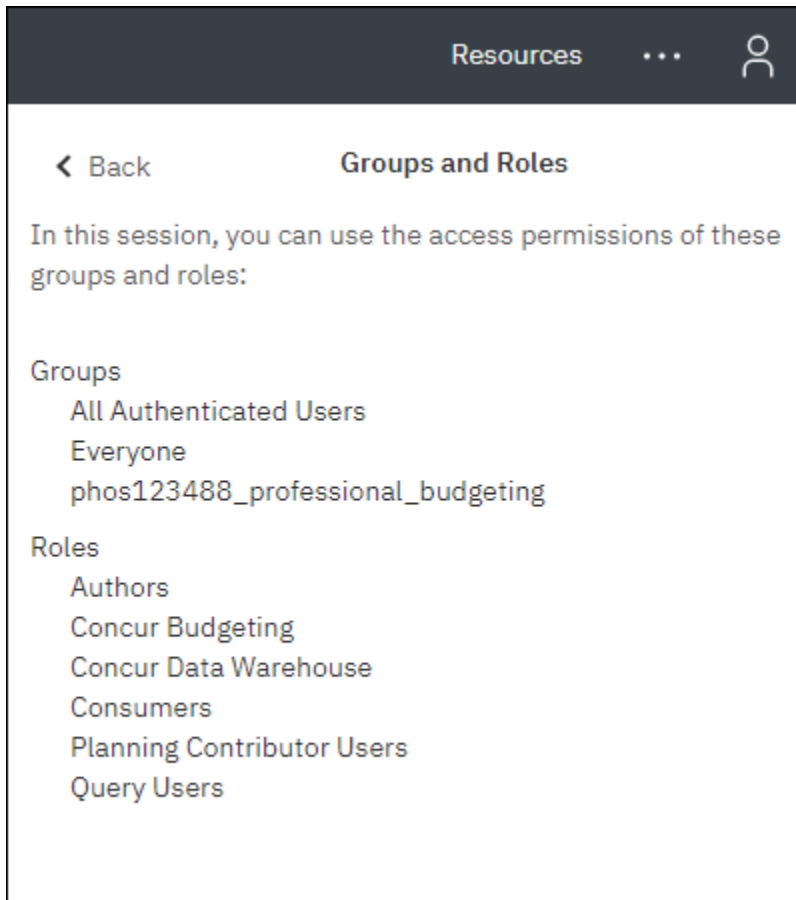 Resources ...
Back
Groups and Roles
In this session, you can use the access permissions of these
groups and roles:
Groups
All Authenticated Users
Everyone
phos123488_professional_budgeting
Roles
Authors
Concur Budgeting
Concur Data Warehouse
Consumers
Planning Contributor Users
Query Users